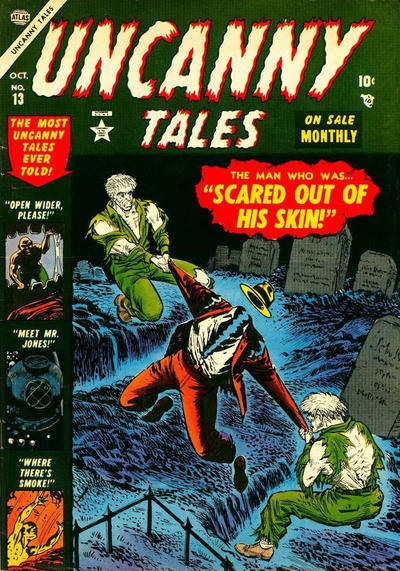 ATLAS
UNCANNY TALES
OCT.
NO.
13
UNCANNY
TALES
10¢
ON SALE
MONTHLY
THE MOST
UNCANNY
TALES
EVER
TOLD!
THE MAN WHO WAS...
"SCARED OUT OF
HIS SKIN!"
"OPEN WIDER,
PLEASE!"
"MEET MR.
JONES!"
"WHERE
THERE'S
SMOKE!"